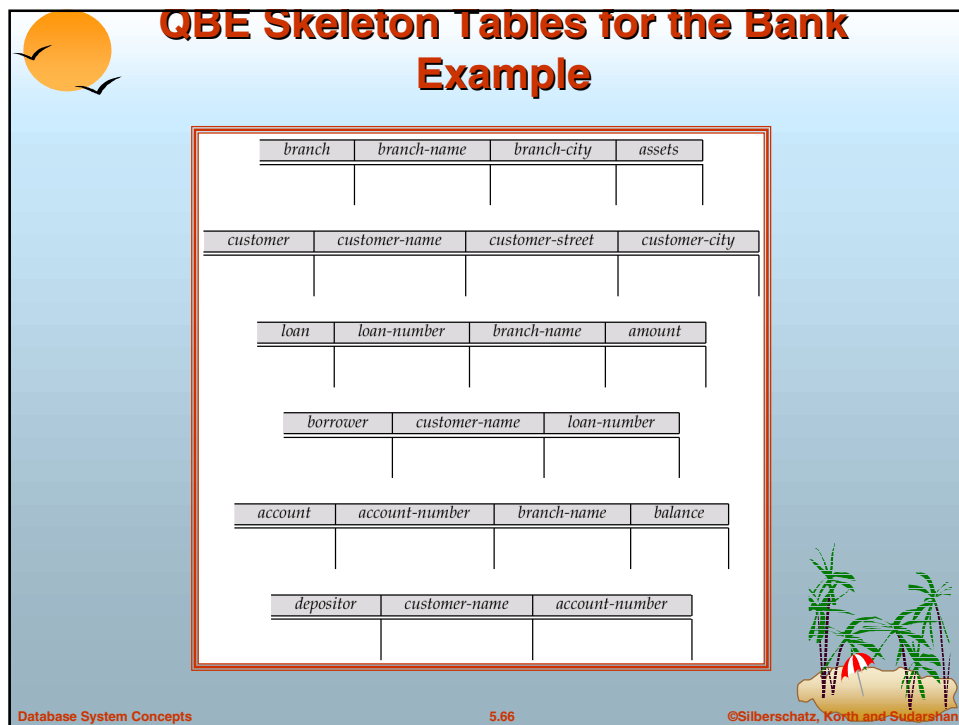 QBE Skeleton Tables for the Bank
Example
branch branch-name branch-city assets
customer customer-name customer-street customer-city
loan loan-number branch-name amount
borrower customer-name loan-number
account account-number branch-name balance
depositor customer-name account-number
Database System Concepts 5.66 ©Silberschatz, Korth and Sudarshan